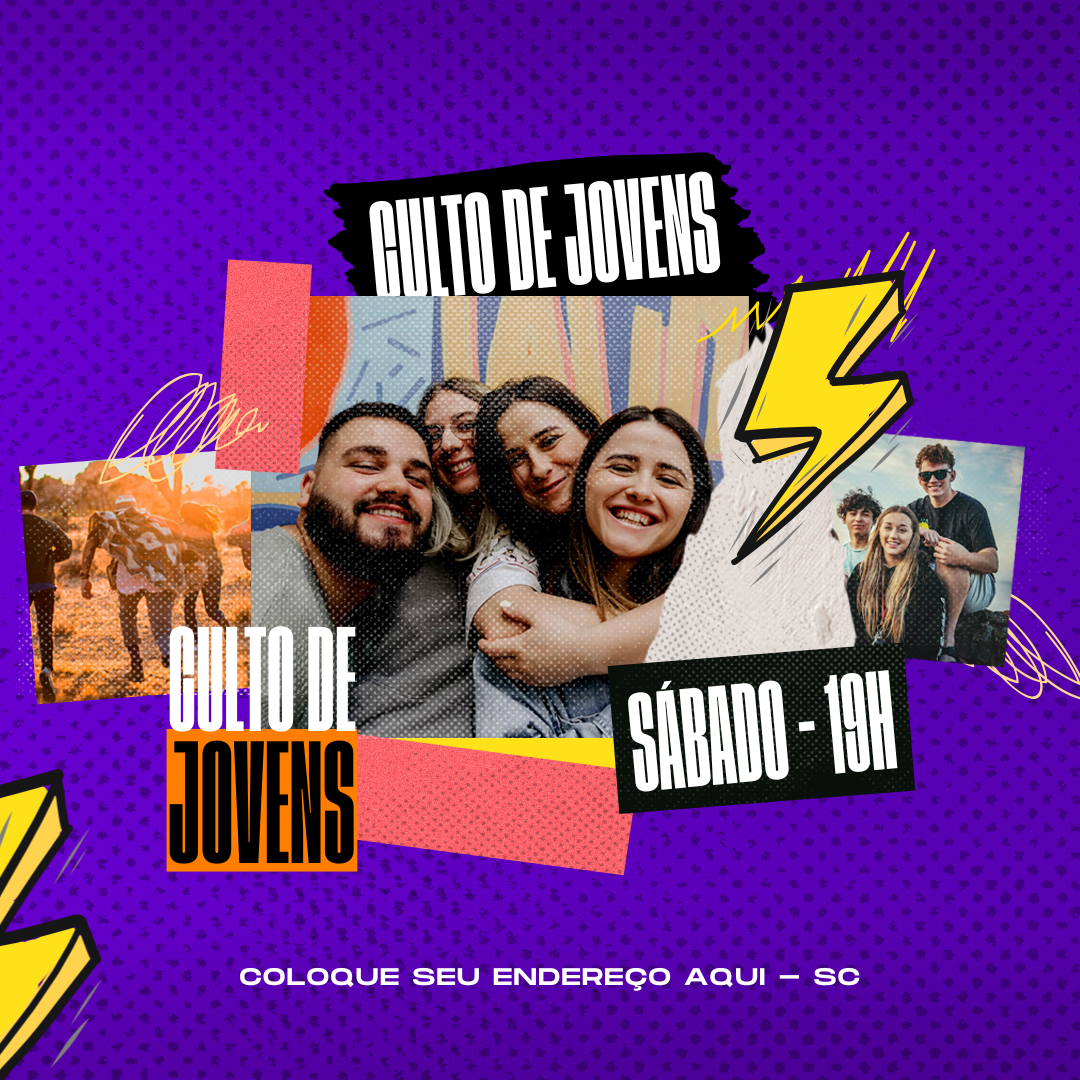 CULTO DE JOVENS
CULTO DE
JOVENS
SÁBADO - 19H
COLOQUE SEU ENDEREÇO AQUI – SC